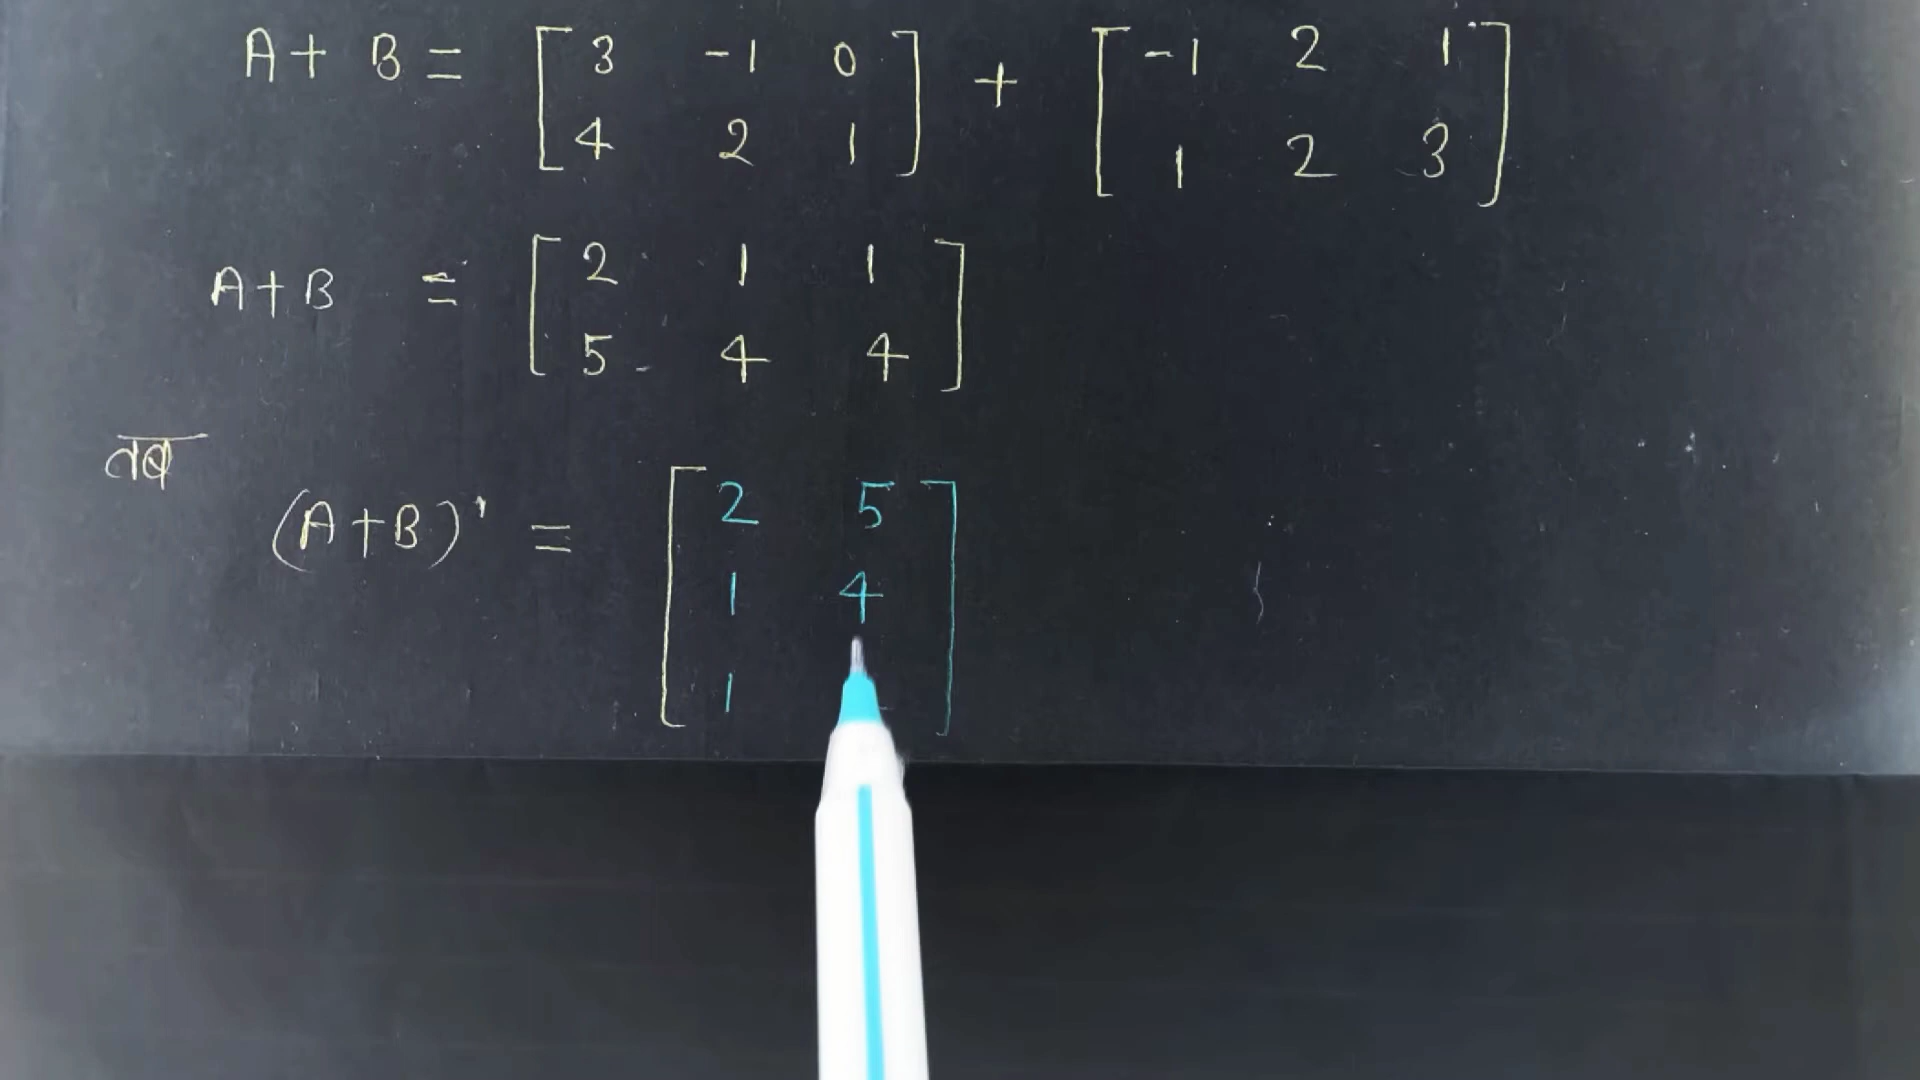 A + B = [ 3 -1 0 ] + [ -1 2 1 ]
[ 4 2 1 ] [ 1 2 3 ]
A+B = [ 2 1 1 ]
[ 5 4 4 ]
तब
(A+B)' = [ 2 5 ]
[ 1 4 ]
[ 1 ]